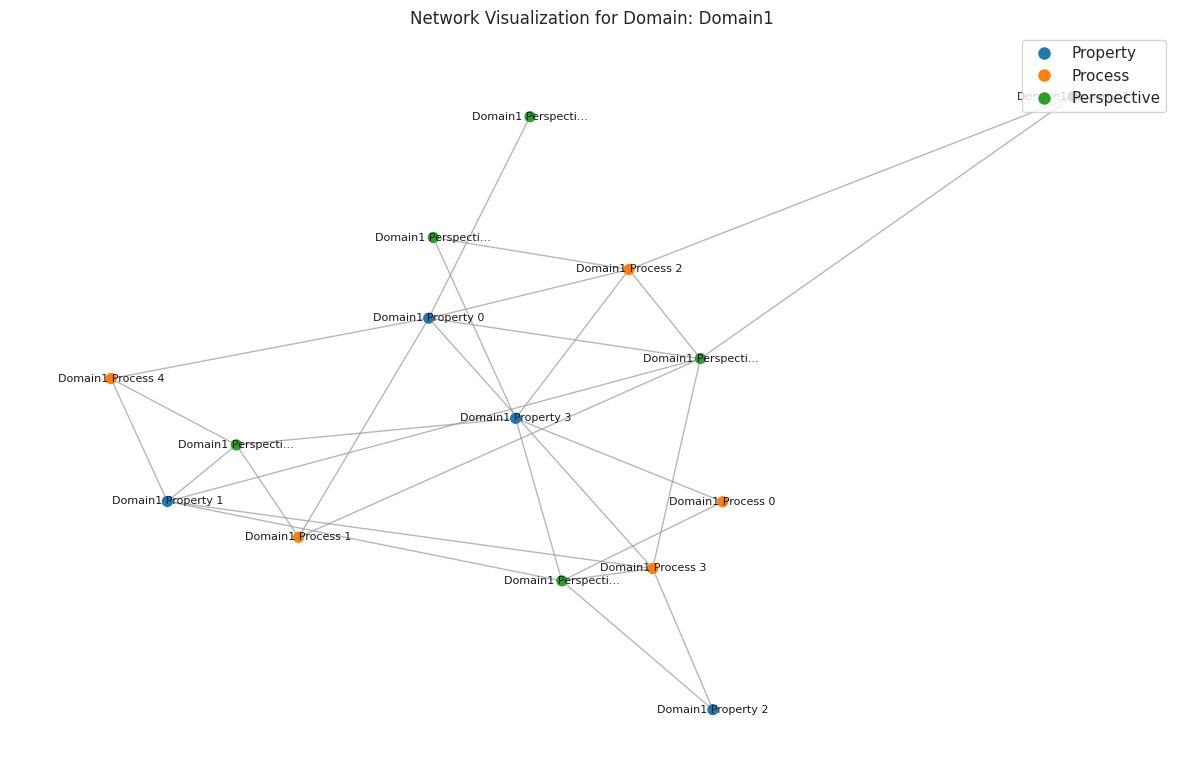 Network Visualization for Domain: Domain1
Property
Process
Perspective
Domain1
Domain1 Perspecti...
Domain1 Perspecti...
Domain1 Process 2
Domain1 Property 0
Domain1 Perspecti...
Domain1 Process 4
Domain1 Property 3
Domain1 Perspecti...
Domain1 Property 1
Domain1 Process 0
Domain1 Process 1
Domain1 Process 3
Domain1 Perspecti...
Domain1 Property 2